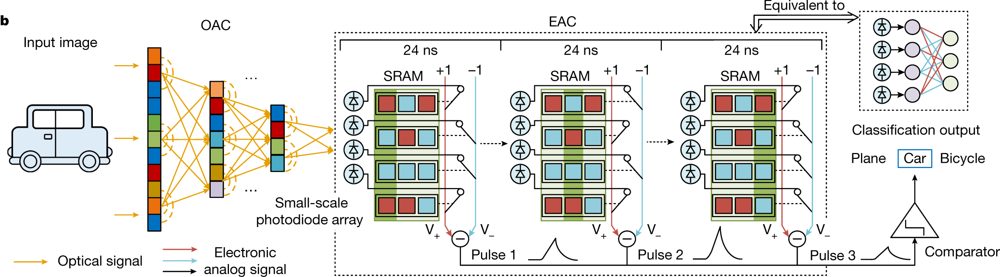 b
Input image
OAC
...
...
Small-scale
photodiode array
Optical signal
Electronic
analog signal
EAC
24 ns
24 ns
24 ns
SRAM
+1
−1
SRAM
+1
−1
SRAM
+1
−1
V+
V−
V+
V−
V+
V−
Pulse 1
Pulse 2
Pulse 3
Equivalent to
Classification output
Plane Car Bicycle
Comparator